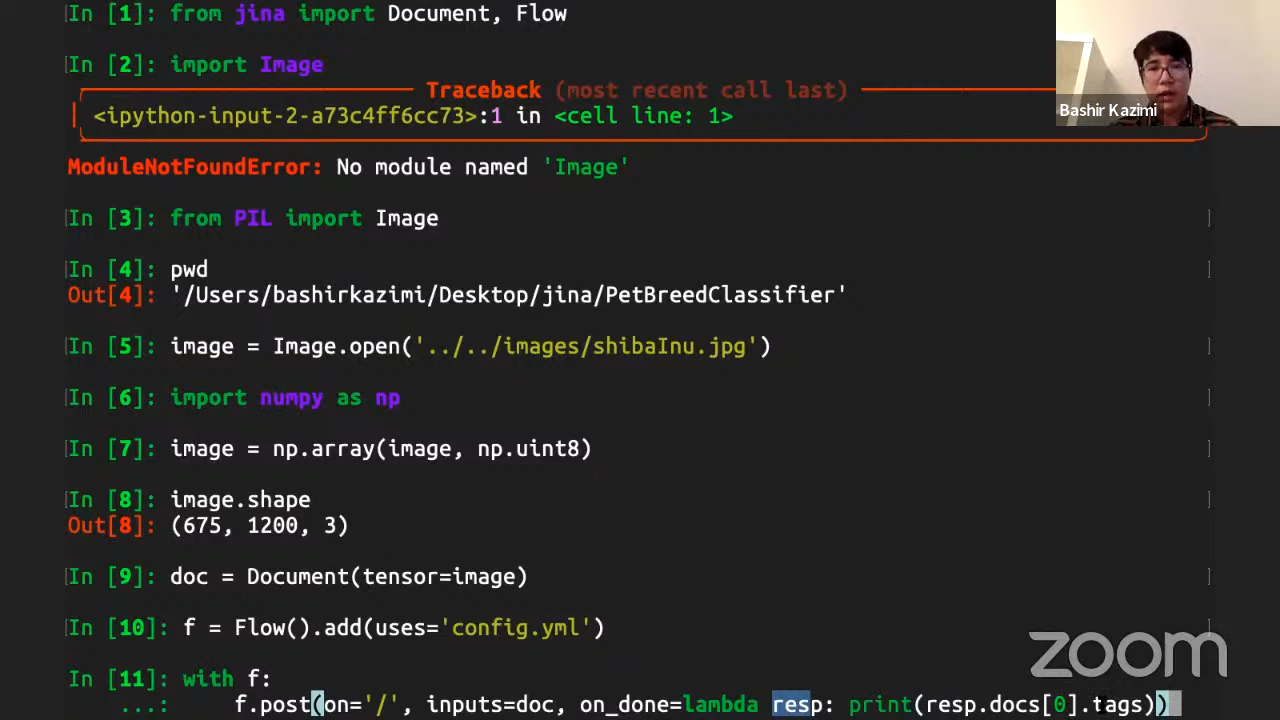 In [1]: from jina import Document, Flow
In [2]: import Image
Traceback (most recent call last)
<ipython-input-2-a73c4ff6cc73>:1 in <cell line: 1>
ModuleNotFoundError: No module named 'Image'
In [3]: from PIL import Image
In [4]: pwd
Out[4]: '/Users/bashirkazimi/Desktop/jina/PetBreedClassifier'
In [5]: image = Image.open('../../images/shibaInu.jpg')
In [6]: import numpy as np
In [7]: image = np.array(image, np.uint8)
In [8]: image.shape
Out[8]: (675, 1200, 3)
In [9]: doc = Document(tensor=image)
In [10]: f = Flow().add(uses='config.yml')
In [11]: with f:
...: f.post(on='/', inputs=doc, on_done=lambda resp: print(resp.docs[0].tags))
Bashir Kazimi
zoom